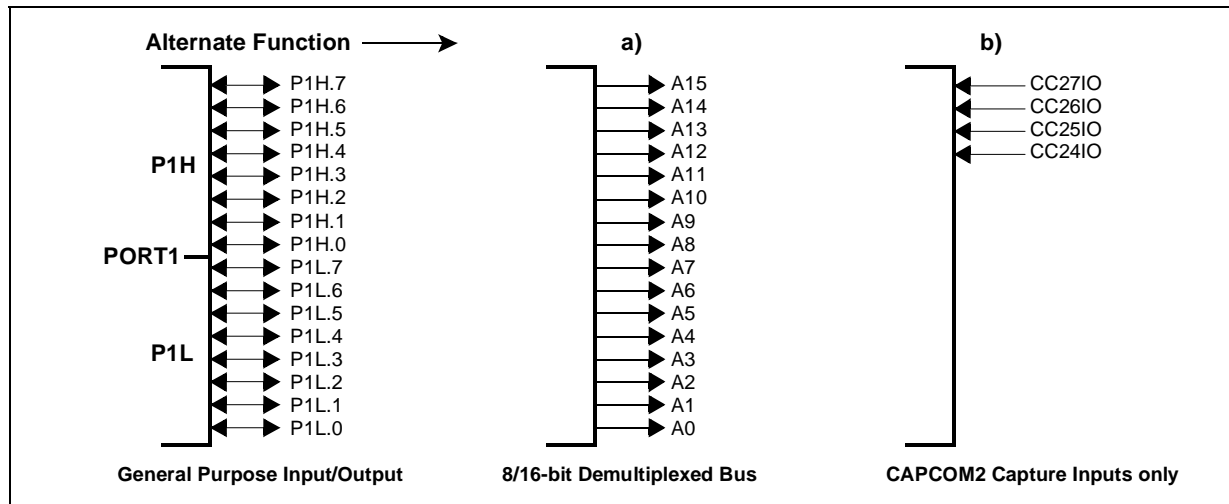 Alternate Function a) b)
P1H.7 A15 CC27IO
P1H.6 A14 CC26IO
P1H.5 A13 CC25IO
P1H.4 A12 CC24IO
P1H P1H.3 A11
P1H.2 A10
P1H.1 A9
P1H.0 A8
PORT1
P1L.7 A7
P1L.6 A6
P1L.5 A5
P1L.4 A4
P1L P1L.3 A3
P1L.2 A2
P1L.1 A1
P1L.0 A0
General Purpose Input/Output 8/16-bit Demultiplexed Bus CAPCOM2 Capture Inputs only